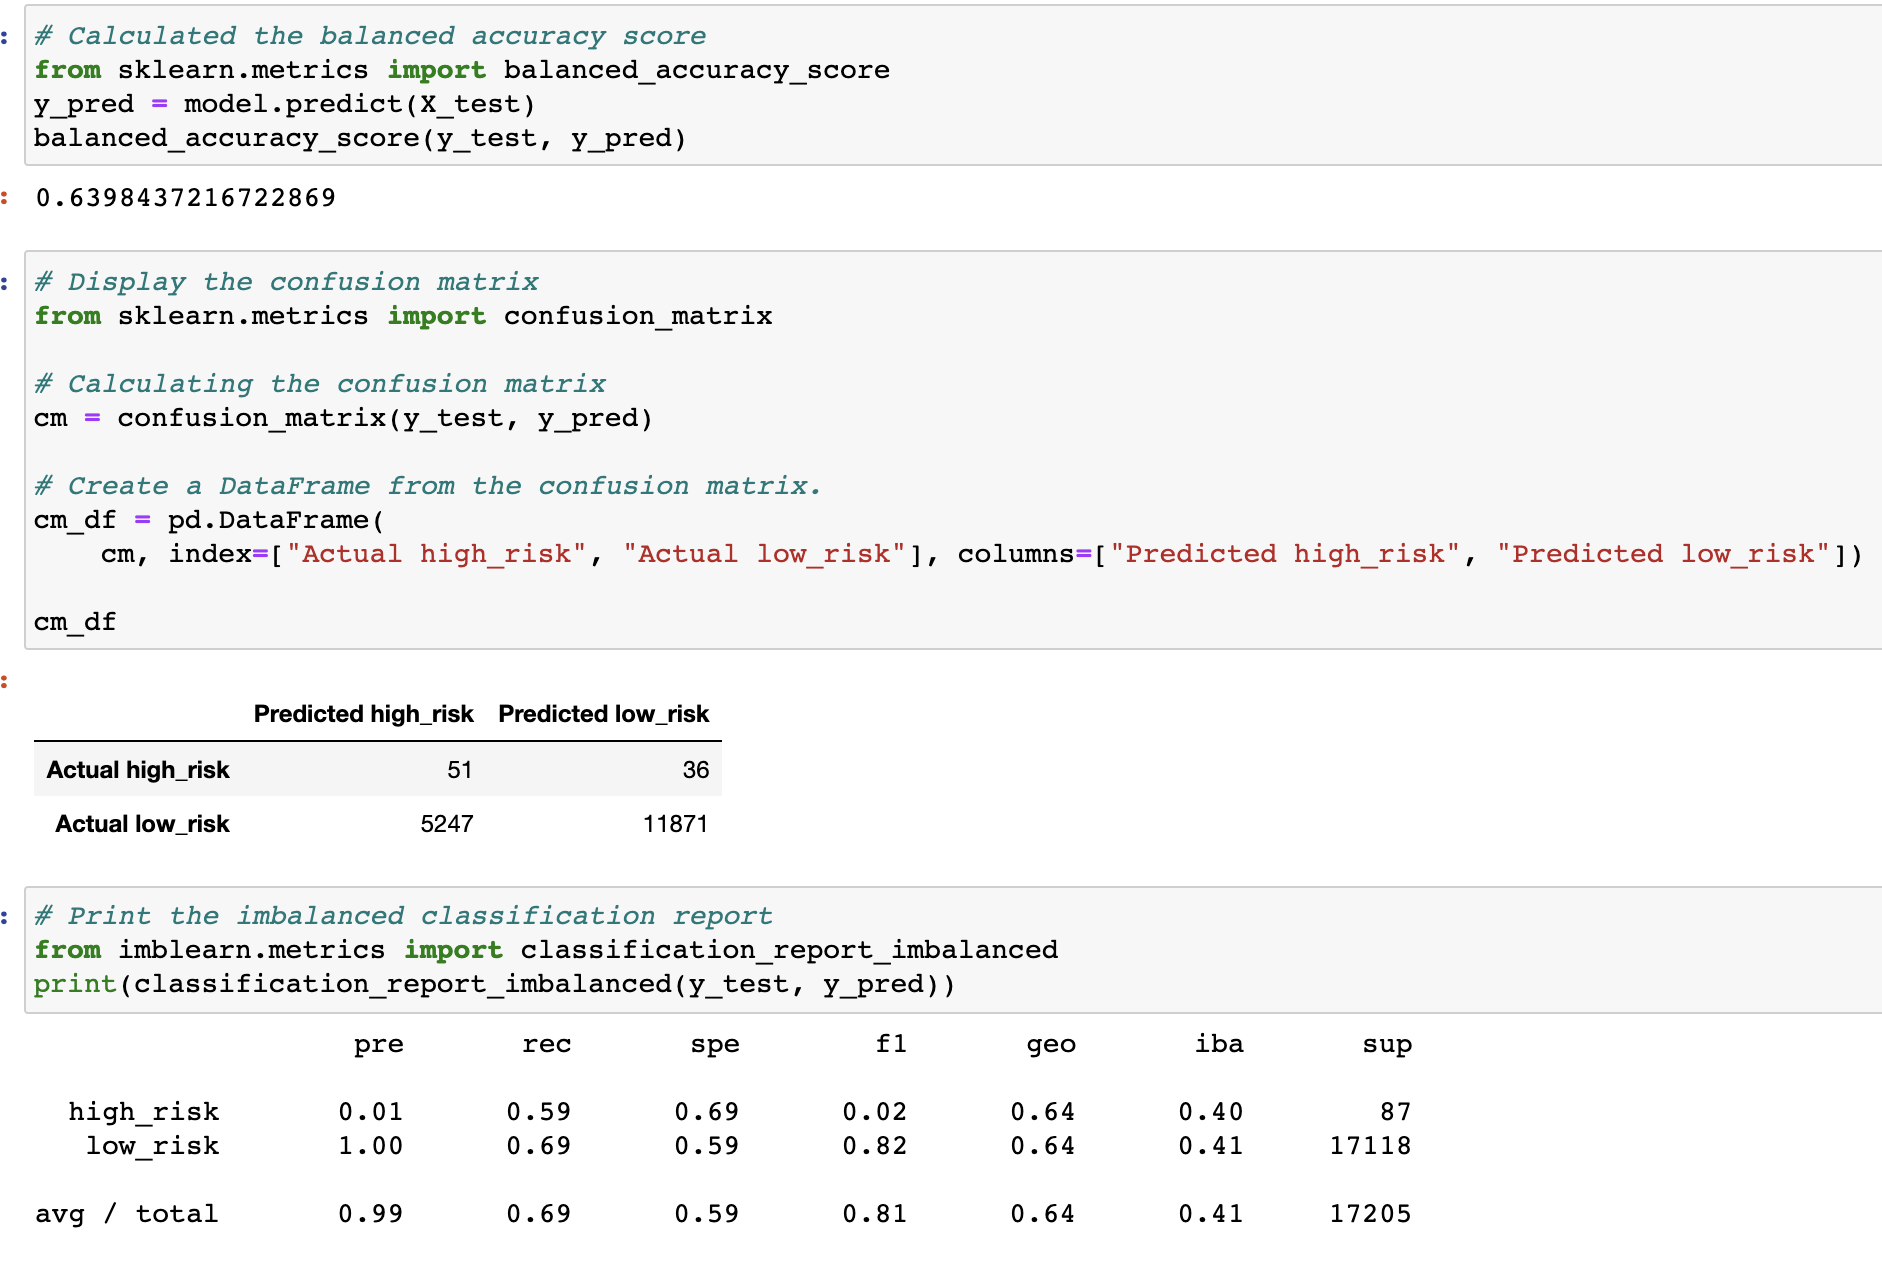 :
# Calculated the balanced accuracy score
from sklearn.metrics import balanced_accuracy_score
y_pred = model.predict(X_test)
balanced_accuracy_score(y_test, y_pred)
:
0.6398437216722869
:
# Display the confusion matrix
from sklearn.metrics import confusion_matrix
# Calculating the confusion matrix
cm = confusion_matrix(y_test, y_pred)
# Create a DataFrame from the confusion matrix.
cm_df = pd.DataFrame(
    cm, index=["Actual high_risk", "Actual low_risk"], columns=["Predicted high_risk", "Predicted low_risk"])
cm_df
:
Predicted high_risk Predicted low_risk
Actual high_risk 51 36
Actual low_risk 5247 11871
:
# Print the imbalanced classification report
from imblearn.metrics import classification_report_imbalanced
print(classification_report_imbalanced(y_test, y_pred))
pre rec spe f1 geo iba sup
high_risk 0.01 0.59 0.69 0.02 0.64 0.40 87
low_risk 1.00 0.69 0.59 0.82 0.64 0.41 17118
avg / total 0.99 0.69 0.59 0.81 0.64 0.41 17205